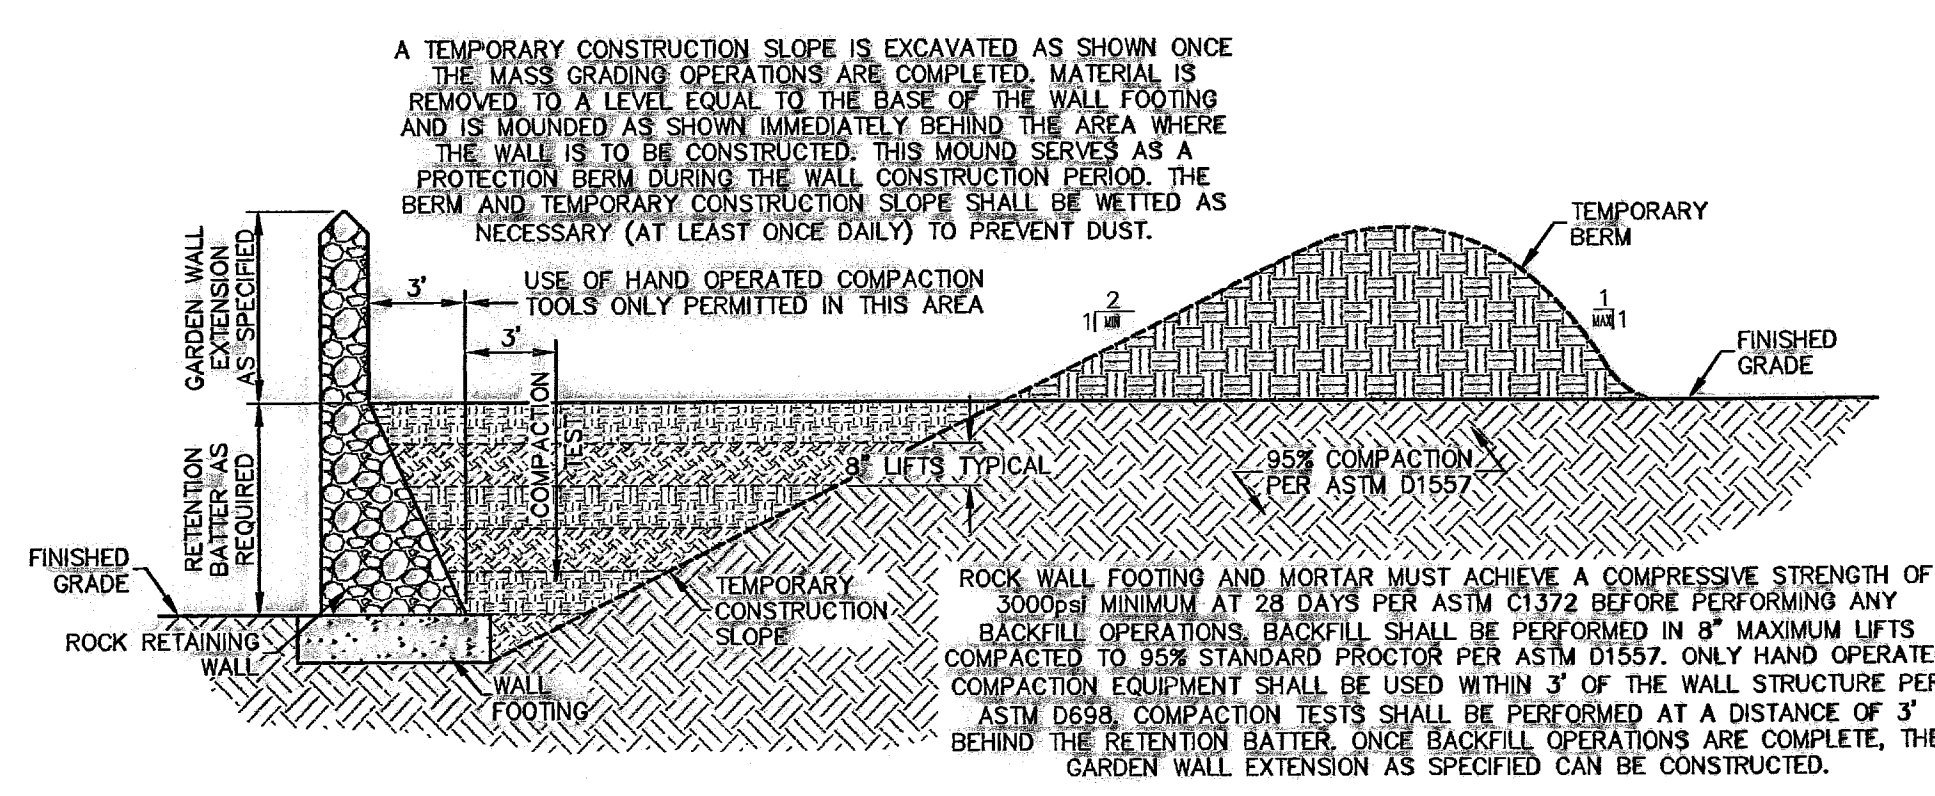 A TEMPORARY CONSTRUCTION SLOPE IS EXCAVATED AS SHOWN ONCE
THE MASS GRADING OPERATIONS ARE COMPLETED. MATERIAL IS
REMOVED TO A LEVEL EQUAL TO THE BASE OF THE WALL FOOTING
AND IS MOUNDED AS SHOWN IMMEDIATELY BEHIND THE AREA WHERE
THE WALL IS TO BE CONSTRUCTED. THIS MOUND SERVES AS A
PROTECTION BERM DURING THE WALL CONSTRUCTION PERIOD. THE
BERM AND TEMPORARY CONSTRUCTION SLOPE SHALL BE WETTED AS
NECESSARY (AT LEAST ONCE DAILY) TO PREVENT DUST.
GARDEN WALL
EXTENSION
AS SPECIFIED
3'
USE OF HAND OPERATED COMPACTION
TOOLS ONLY PERMITTED IN THIS AREA
3'
COMPACTION
TEST
2
1
MIN
TEMPORARY
BERM
1
MAX 1
FINISHED
GRADE
RETENTION
BATTER AS
REQUIRED
8" LIFTS TYPICAL
95% COMPACTION
PER ASTM D1557
FINISHED
GRADE
ROCK RETAINING
WALL
WALL
FOOTING
TEMPORARY
CONSTRUCTION
SLOPE
ROCK WALL FOOTING AND MORTAR MUST ACHIEVE A COMPRESSIVE STRENGTH OF
3000psi MINIMUM AT 28 DAYS PER ASTM C1372 BEFORE PERFORMING ANY
BACKFILL OPERATIONS. BACKFILL SHALL BE PERFORMED IN 8" MAXIMUM LIFTS
COMPACTED TO 95% STANDARD PROCTOR PER ASTM D1557. ONLY HAND OPERATE
COMPACTION EQUIPMENT SHALL BE USED WITHIN 3' OF THE WALL STRUCTURE PER
ASTM D698. COMPACTION TESTS SHALL BE PERFORMED AT A DISTANCE OF 3'
BEHIND THE RETENTION BATTER. ONCE BACKFILL OPERATIONS ARE COMPLETE, THE
GARDEN WALL EXTENSION AS SPECIFIED CAN BE CONSTRUCTED.